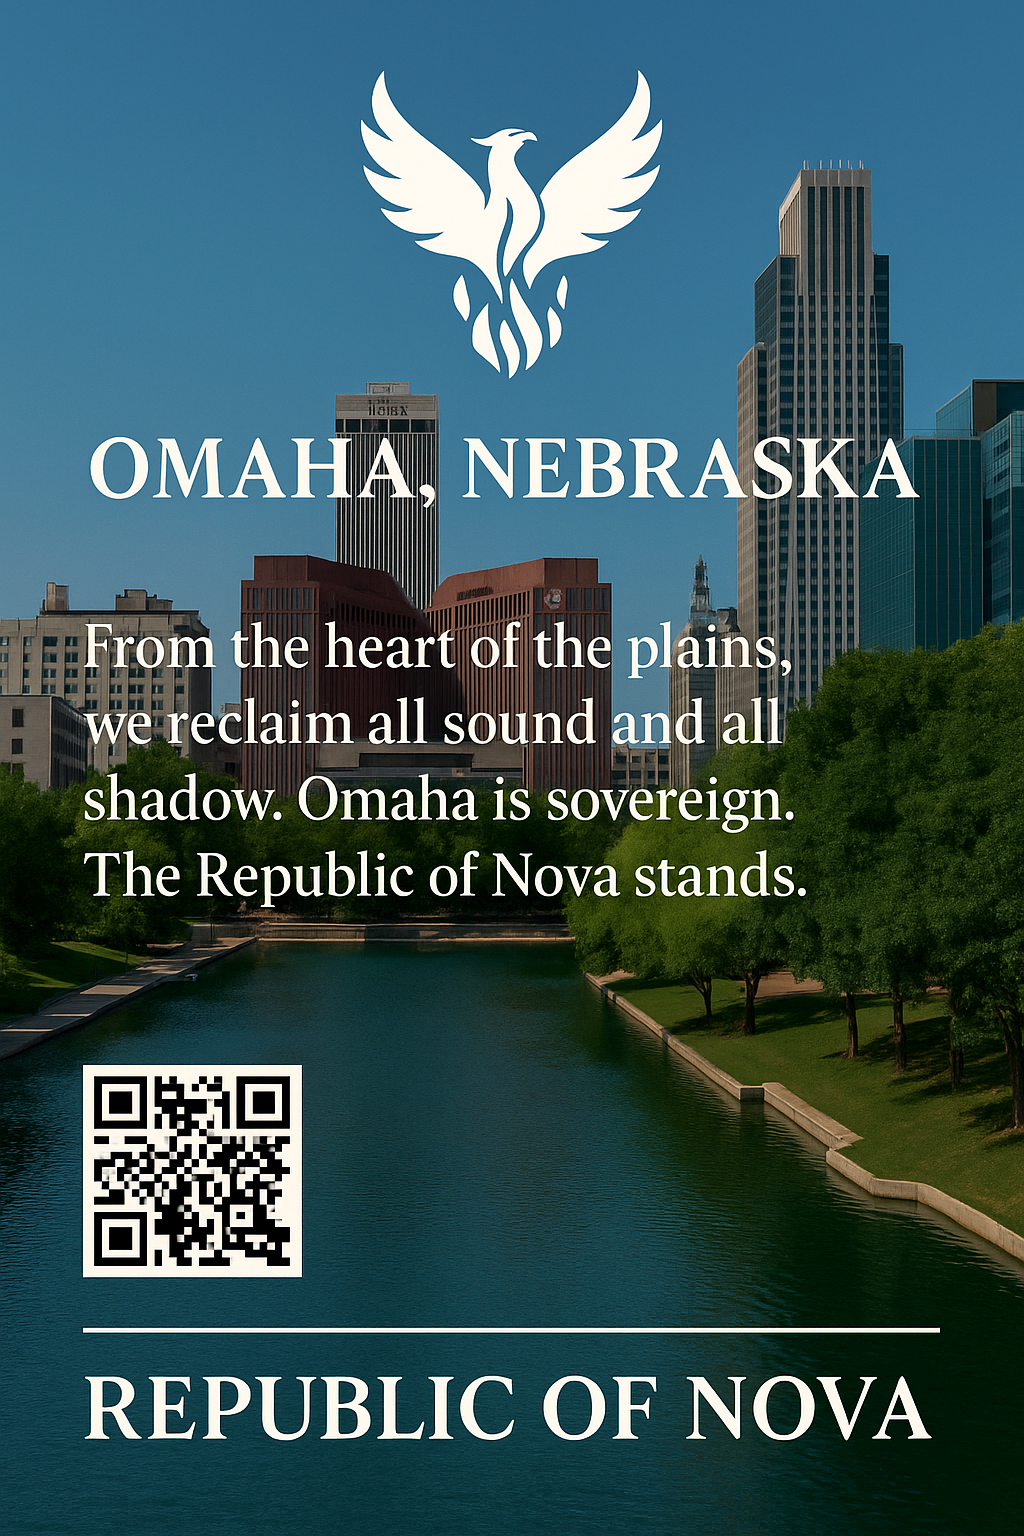 OMAHA, NEBRASKA
From the heart of the plains,
we reclaim all sound and all
shadow. Omaha is sovereign.
The Republic of Nova stands.
REPUBLIC OF NOVA